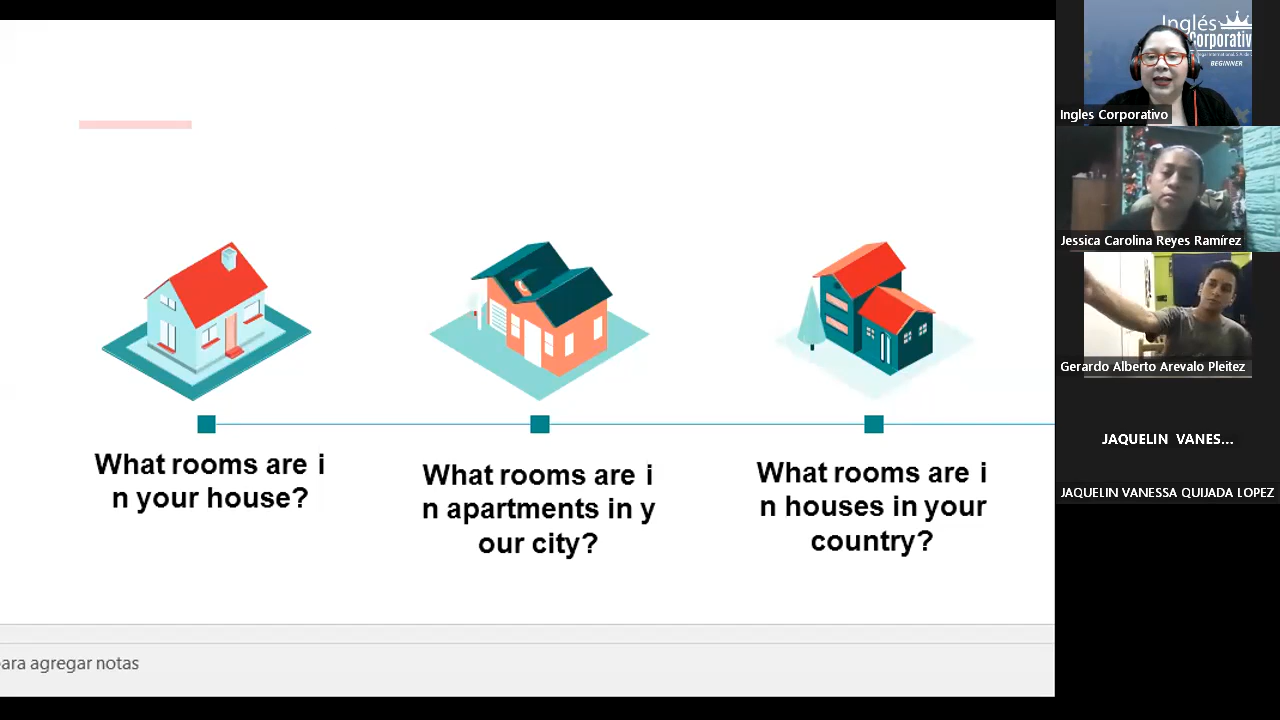 What rooms are i
n your house?
What rooms are i
n apartments in y
our city?
What rooms are i
n houses in your
country?
ara agregar notas
Inglés
Corporativ
BEGINNER
Ingles Corporativo
Jessica Carolina Reyes Ramírez
Gerardo Alberto Arevalo Pleitez
JAQUELIN VANES...
JAQUELIN VANESSA QUIJADA LOPEZ